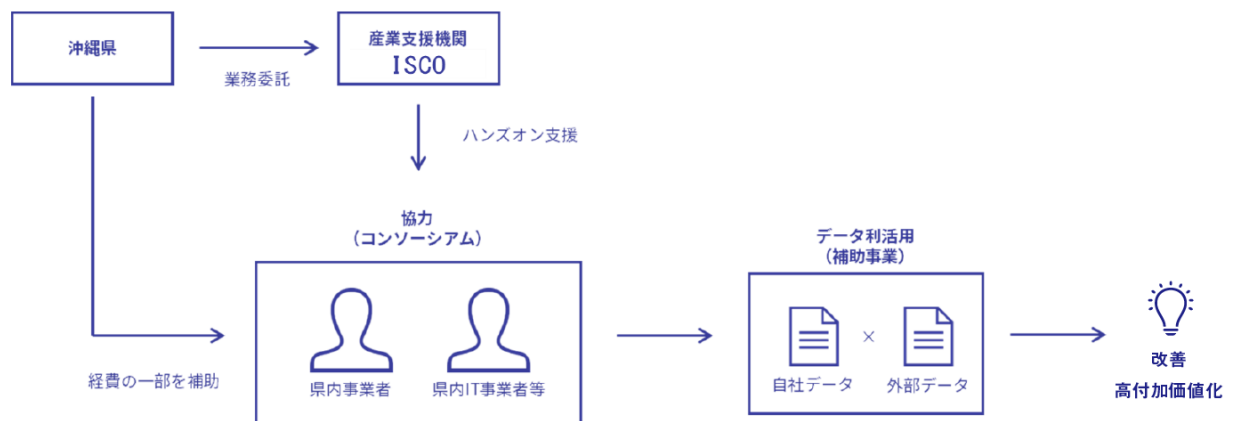 沖縄県
業務委託
産業支援機関
ISCO
ハンズオン支援
経費の一部を補助
協力
（コンソーシアム）
県内事業者
県内IT事業者等
データ利活用
（補助事業）
自社データ
×
外部データ
改善
高付加価値化